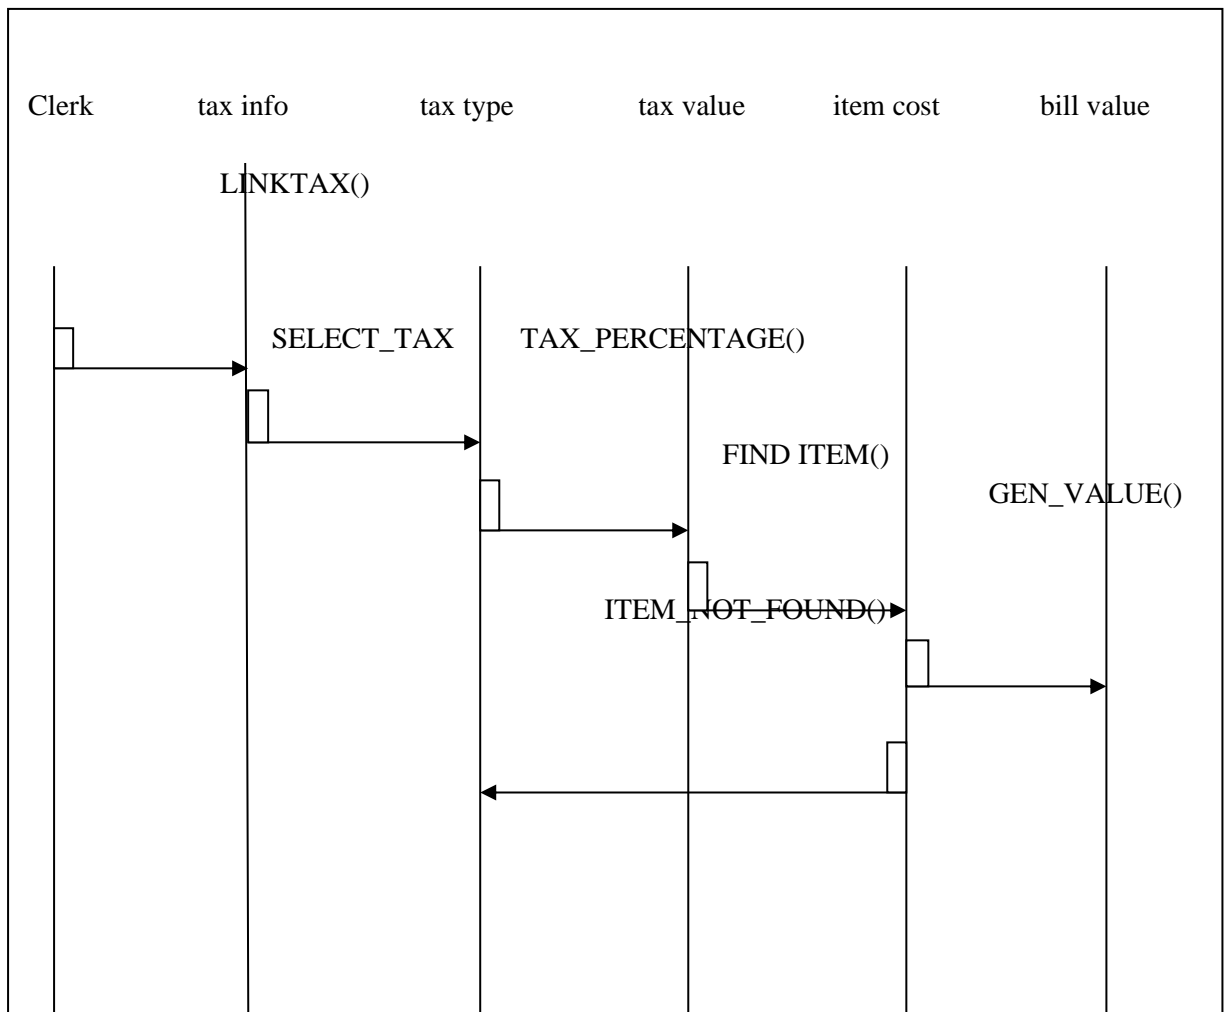 Clerk tax info tax type tax value item cost bill value
LINKTAX()
SELECT_TAX TAX_PERCENTAGE()
FIND ITEM()
GEN_VALUE()
ITEM_NOT_FOUND()